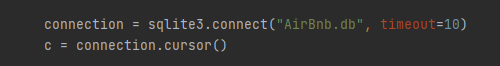 connection = sqlite3.connect("AirBnb.db", timeout=10)
c = connection.cursor()